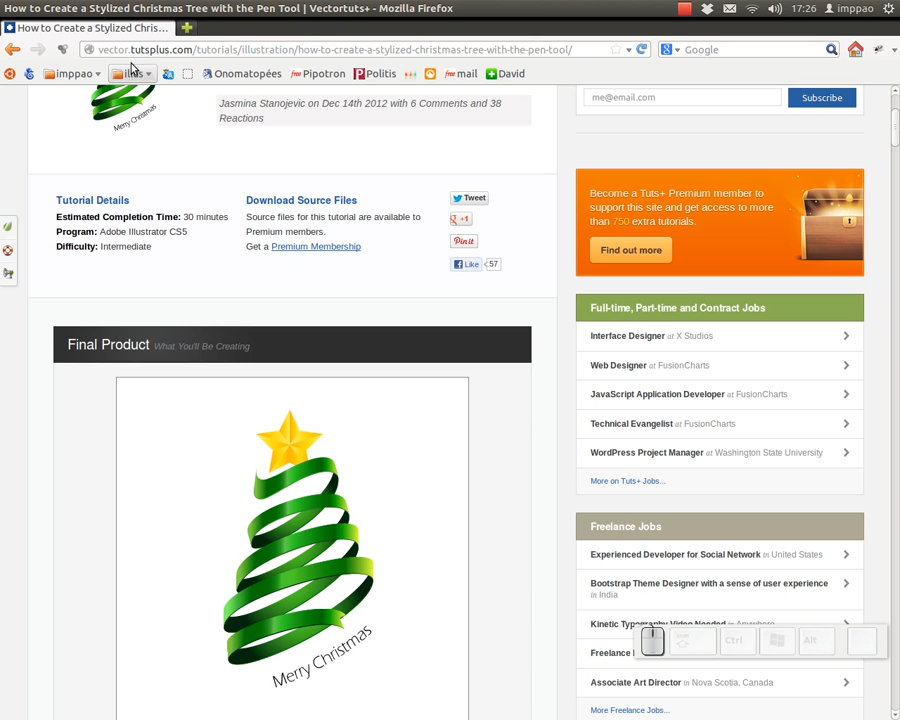 How to Create a Stylized Christmas Tree with the Pen Tool | Vectortuts+ - Mozilla Firefox
17:26 imppao
How to Create a Stylized Chris...
vector.tutsplus.com/tutorials/illustration/how-to-create-a-stylized-christmas-tree-with-the-pen-tool/
Google
imppao
Onomatopées
free Pipotron
Politis
free mail
David
Merry Christmas
Jasmina Stanojevic on Dec 14th 2012 with 6 Comments and 38
Reactions
me@email.com
Subscribe
Tutorial Details
Estimated Completion Time: 30 minutes
Program: Adobe Illustrator CS5
Difficulty: Intermediate
Download Source Files
Source files for this tutorial are available to
Premium members.
Get a Premium Membership
Tweet
g +1
Pin it
Like
57
Become a Tuts+ Premium member to
support this site and get access to more
than 750 extra tutorials.
Find out more
Full-time, Part-time and Contract Jobs
Interface Designer at X Studios
Web Designer at FusionCharts
JavaScript Application Developer at FusionCharts
Technical Evangelist at FusionCharts
WordPress Project Manager at Washington State University
More on Tuts+ Jobs...
Final Product What You'll Be Creating
Merry Christmas
Freelance Jobs
Experienced Developer for Social Network in United States
Bootstrap Theme Designer with a sense of user experience
in India
Kinetic Typography Video Needed in Anywhere
Freelance
Associate Art Director in Nova Scotia, Canada
More Freelance Jobs...
Ctrl
Alt